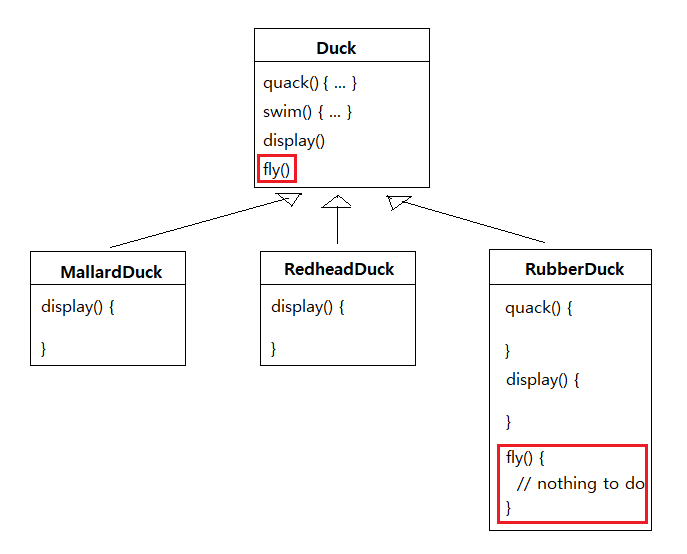 Duck
quack() { ... }
swim() { ... }
display()
fly()
MallardDuck
display() {
}
RedheadDuck
display() {
}
RubberDuck
quack() {
}
display() {
}
fly() {
// nothing to do
}